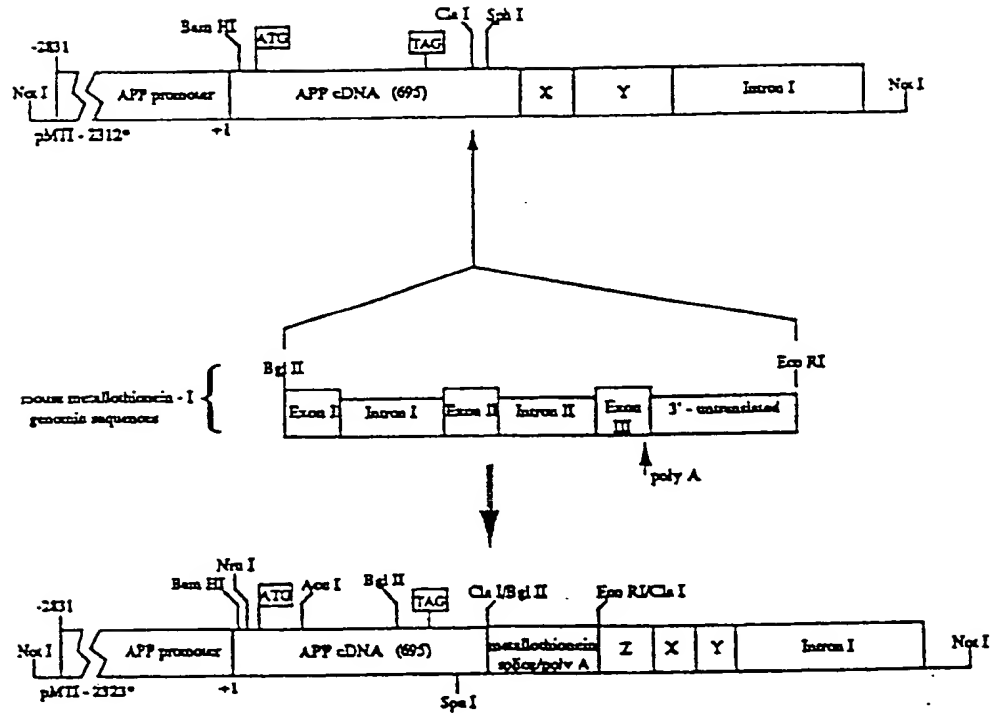 Cla I Sph I
Bam HI ATG TAG
-2831
Not I APP promoter APP cDNA (695) X Y Intron I Not I
pMTI - 2312* +1
Bgl II Eco RI
mouse metallothionein - I
genomic sequences
Exon I Intron I Exon II Intron II Exon III 3' - untranslated
poly A
Nru I
Bam HI ATG Acc I Bgl II TAG Cla I/Bgl II Eco RI/Cla I
-2831
Not I APP promoter APP cDNA (695) metallothionein Z X Y Intron I Not I
splice/poly A
pMTI - 2323* +1
Spe I